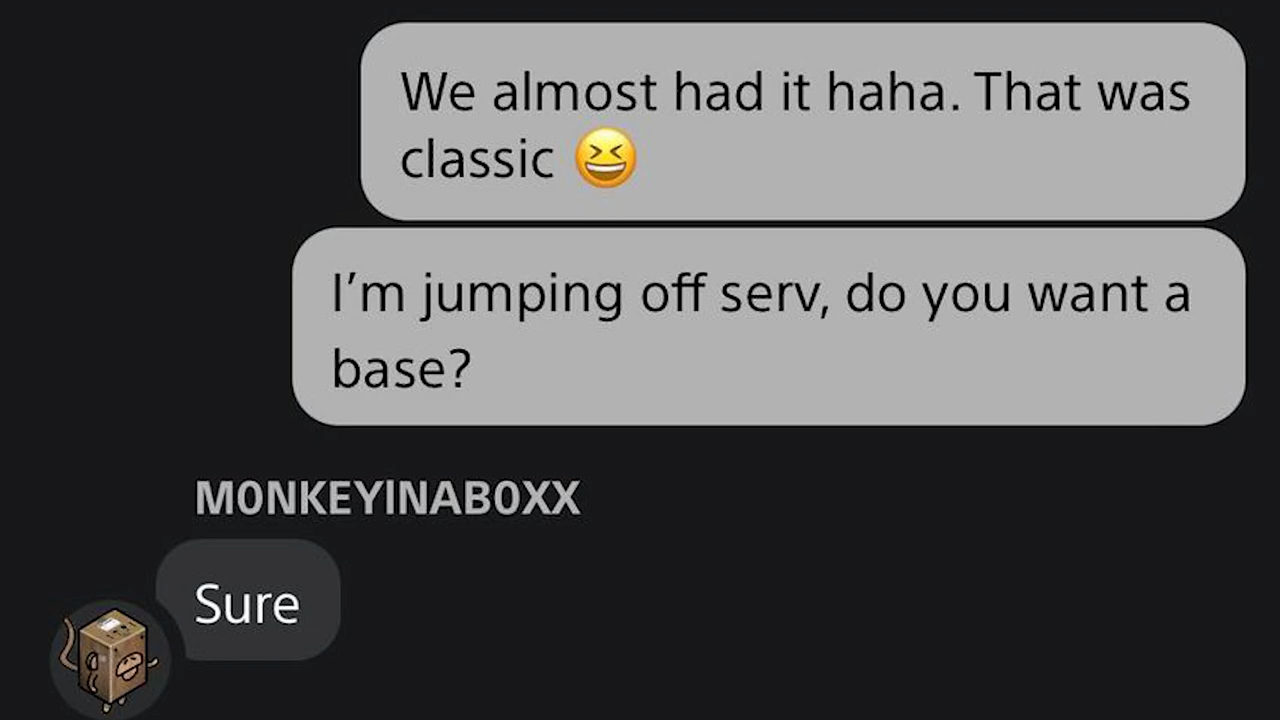 We almost had it haha. That was
classic 😆
I’m jumping off serv, do you want a
base?
M0NKEYINAB0XX
Sure